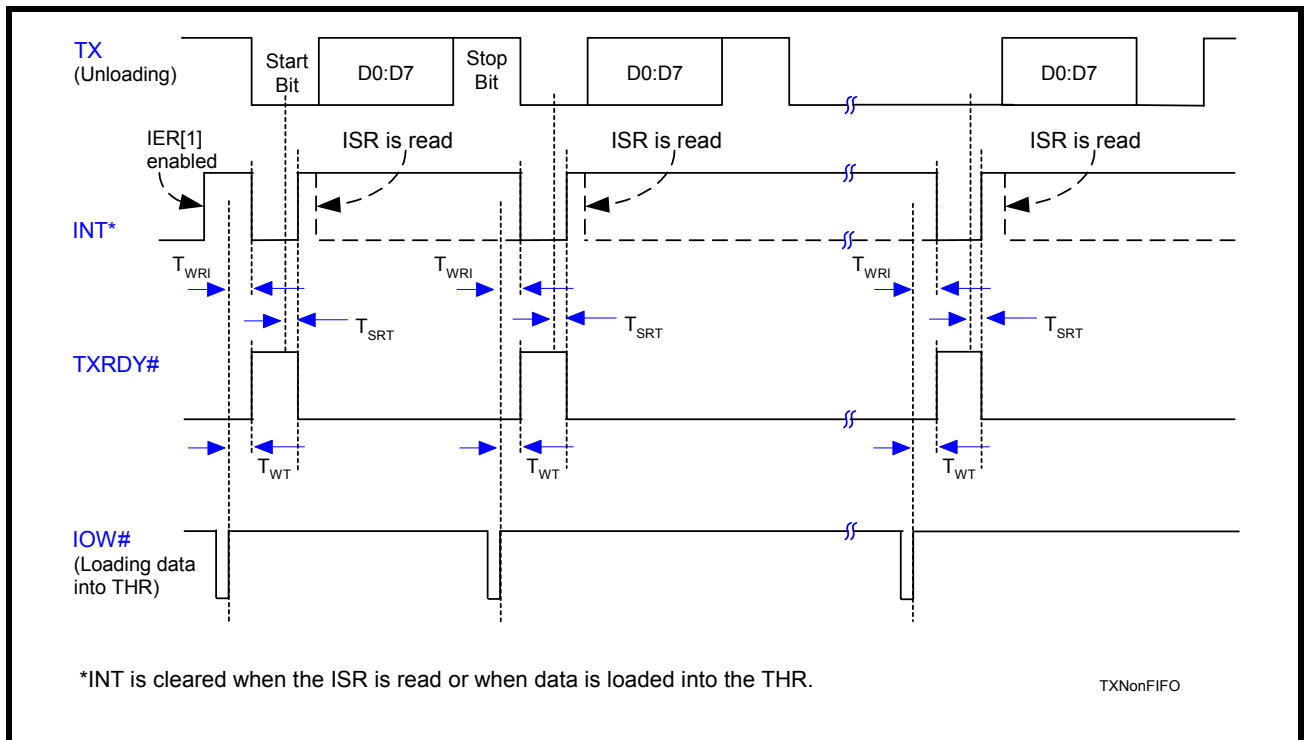 TX
(Unloading)
Start
Bit
D0:D7
Stop
Bit
D0:D7
D0:D7
IER[1]
enabled
ISR is read
ISR is read
ISR is read
INT*
TWRI
TWRI
TWRI
TSRT
TSRT
TSRT
TXRDY#
TWT
TWT
TWT
IOW#
(Loading data
into THR)
*INT is cleared when the ISR is read or when data is loaded into the THR.
TXNonFIFO